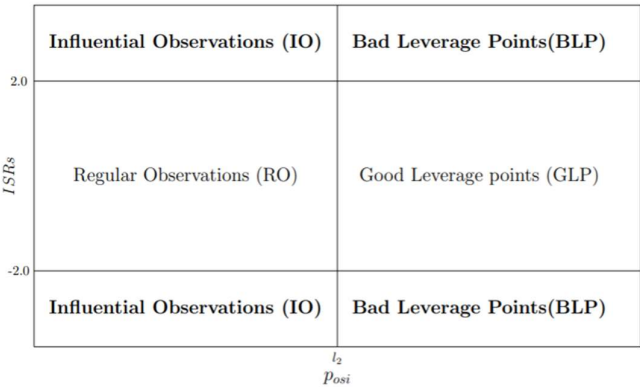 Influential Observations (IO) Bad Leverage Points(BLP)
2.0
ISRs
Regular Observations (RO) Good Leverage points (GLP)
-2.0
Influential Observations (IO) Bad Leverage Points(BLP)
l₂
pₒₛᵢ